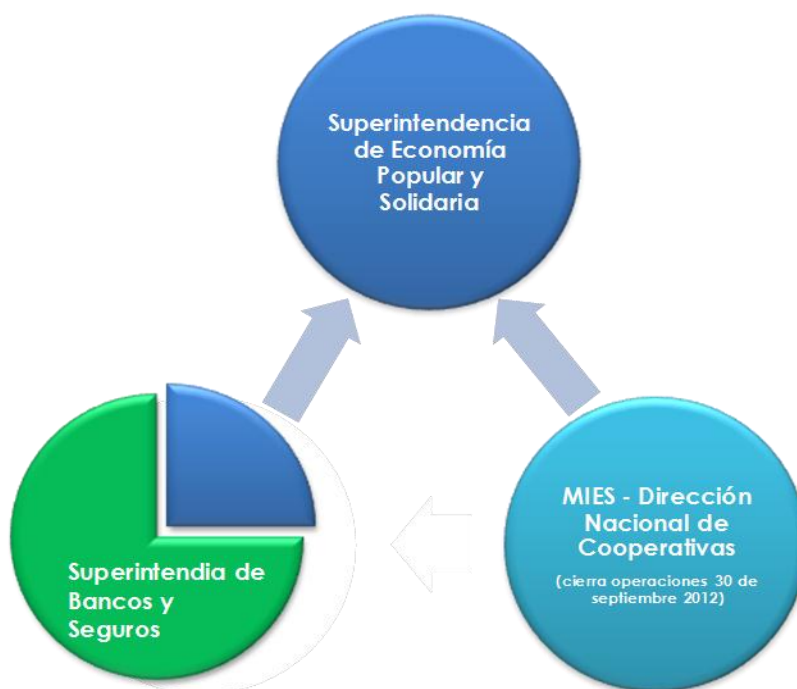 Superintendencia
de Economía
Popular y
Solidaria
Superintendia de
Bancos y
Seguros
MIES - Dirección
Nacional de
Cooperativas
(cierra operaciones 30 de
septiembre 2012)